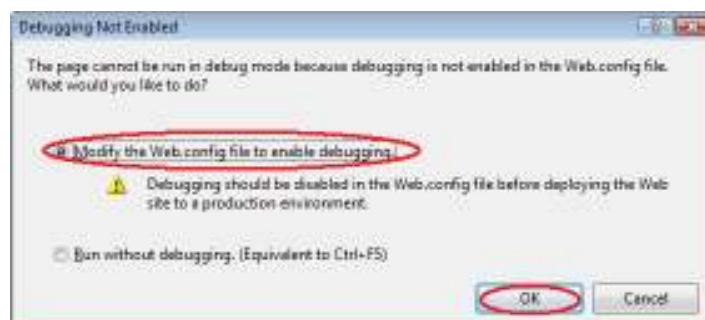 Debugging Not Enabled
The page cannot be run in debug mode because debugging is not enabled in the Web.config file.
What would you like to do?
Modify the Web.config file to enable debugging.
Debugging should be disabled in the Web.config file before deploying the Web
site to a production environment.
Run without debugging. (Equivalent to Ctrl+F5)
OK Cancel